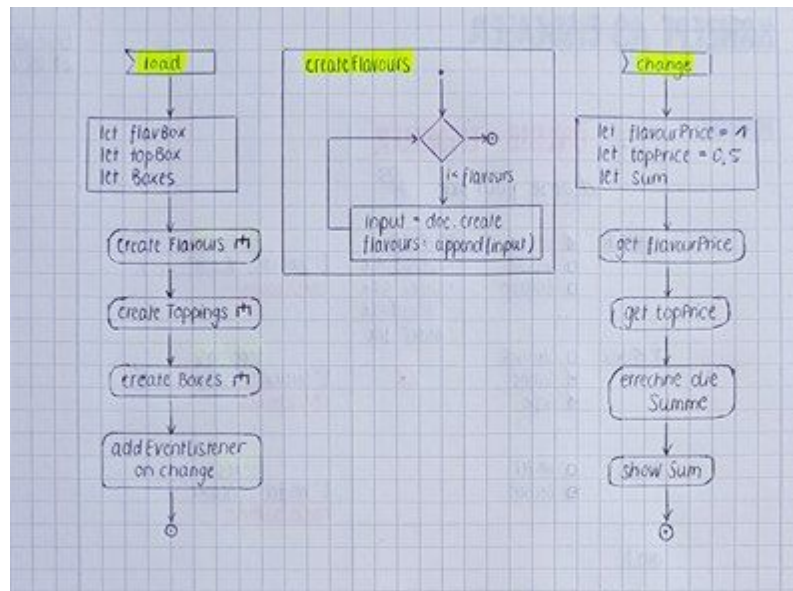 load
let flavBox
let topBox
let Boxes
create Flavours
create Toppings
create Boxes
addEventListener
on change
createFlavours
i< flavours
input = doc.create
flavours. append(input)
change
let flavourPrice = 1
let topPrice = 0,5
let Sum
get flavourPrice
get topPrice
errechne die
Summe
show Sum